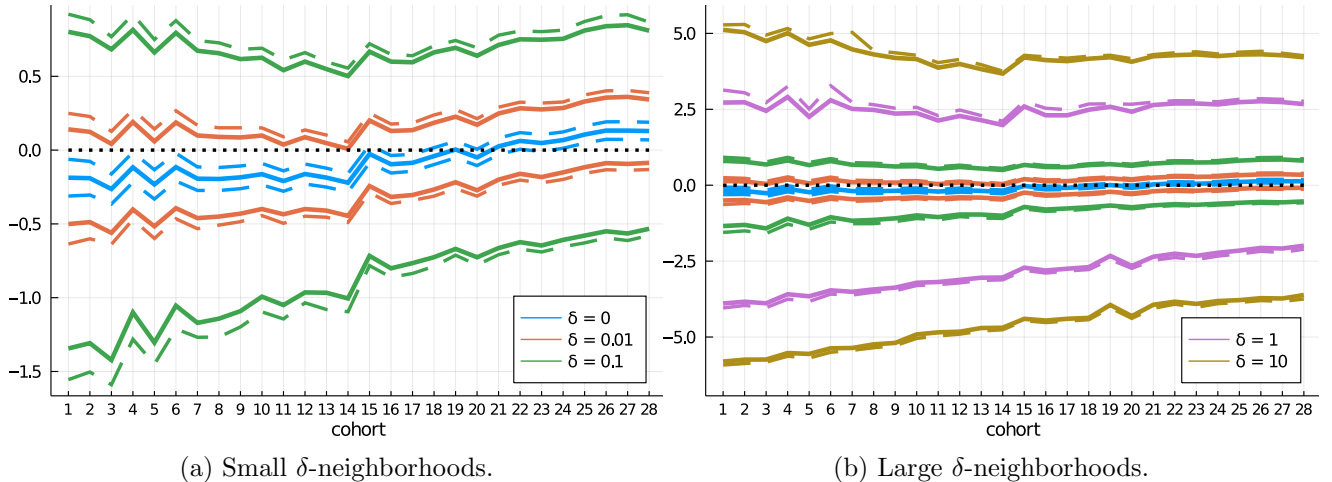 0.5
0.0
−0.5
−1.0
−1.5
δ = 0
δ = 0.01
δ = 0.1
1 2 3 4 5 6 7 8 9 10 11 12 13 14 15 16 17 18 19 20 21 22 23 24 25 26 27 28
cohort
(a) Small δ-neighborhoods.
5.0
2.5
0.0
−2.5
−5.0
δ = 1
δ = 10
1 2 3 4 5 6 7 8 9 10 11 12 13 14 15 16 17 18 19 20 21 22 23 24 25 26 27 28
cohort
(b) Large δ-neighborhoods.